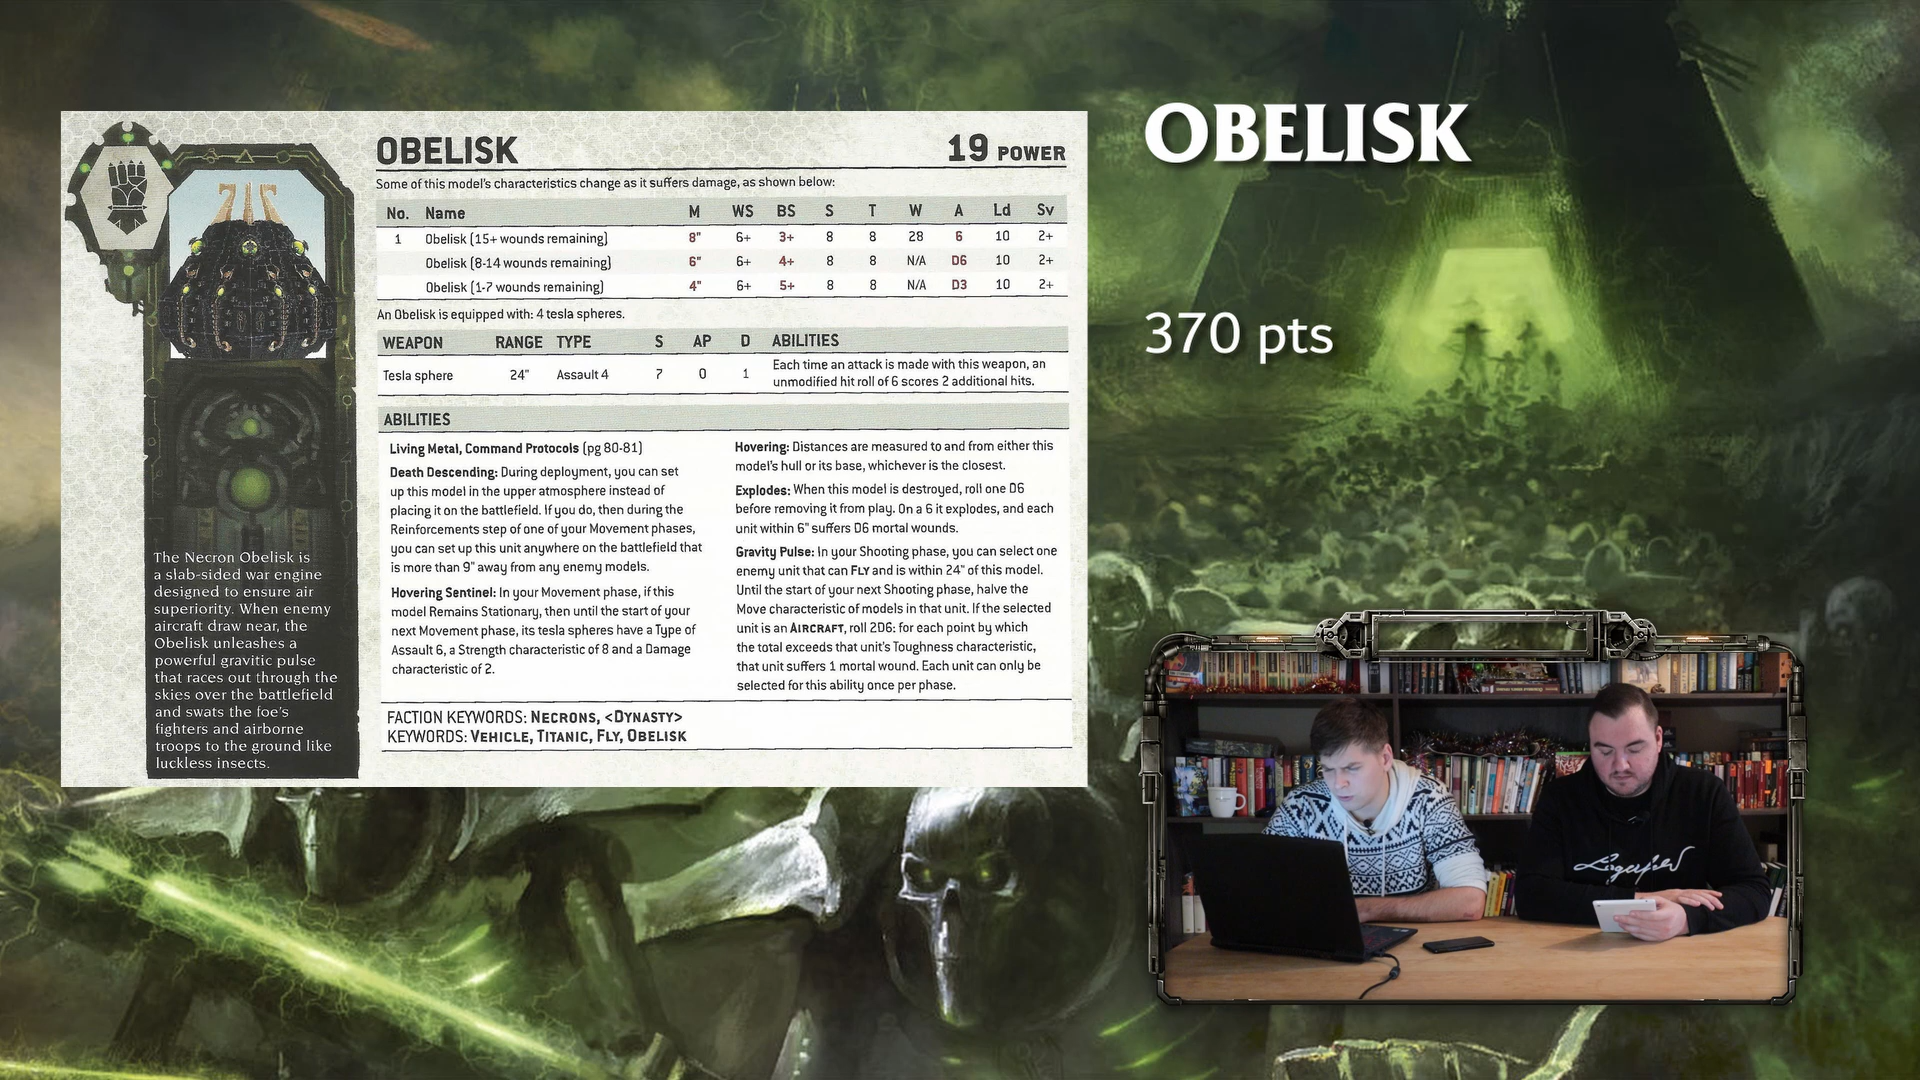 OBELISK
19 POWER
Some of this model's characteristics change as it suffers damage, as shown below:
No. Name M WS BS S T W A Ld Sv
1 Obelisk (15+ wounds remaining) 8" 6+ 3+ 8 8 28 6 10 2+
Obelisk (8-14 wounds remaining) 6" 6+ 4+ 8 8 N/A D6 10 2+
Obelisk (1-7 wounds remaining) 4" 6+ 5+ 8 8 N/A D3 10 2+
An Obelisk is equipped with: 4 tesla spheres.
WEAPON RANGE TYPE S AP D ABILITIES
Tesla sphere 24" Assault 4 7 0 1 Each time an attack is made with this weapon, an
unmodified hit roll of 6 scores 2 additional hits.
ABILITIES
Living Metal, Command Protocols (pg 80-81)
Death Descending: During deployment, you can set
up this model in the upper atmosphere instead of
placing it on the battlefield. If you do, then during the
Reinforcements step of one of your Movement phases,
you can set up this unit anywhere on the battlefield that
is more than 9" away from any enemy models.
Hovering Sentinel: In your Movement phase, if this
model Remains Stationary, then until the start of your
next Movement phase, its tesla spheres have a Type of
Assault 6, a Strength characteristic of 8 and a Damage
characteristic of 2.
Hovering: Distances are measured to and from either this
model's hull or its base, whichever is the closest.
Explodes: When this model is destroyed, roll one D6
before removing it from play. On a 6 it explodes, and each
unit within 6" suffers D6 mortal wounds.
Gravity Pulse: In your Shooting phase, you can select one
enemy unit that can FLY and is within 24" of this model.
Until the start of your next Shooting phase, halve the
Move characteristic of models in that unit. If the selected
unit is an AIRCRAFT, roll 2D6: for each point by which
the total exceeds that unit's Toughness characteristic,
that unit suffers 1 mortal wound. Each unit can only be
selected for this ability once per phase.
FACTION KEYWORDS: NECRONS, <DYNASTY>
KEYWORDS: VEHICLE, TITANIC, FLY, OBELISK
The Necron Obelisk is
a slab-sided war engine
designed to ensure air
superiority. When enemy
aircraft draw near, the
Obelisk unleashes a
powerful gravitic pulse
that races out through the
skies over the battlefield
and swats the foe's
fighters and airborne
troops to the ground like
luckless insects.
OBELISK
370 pts